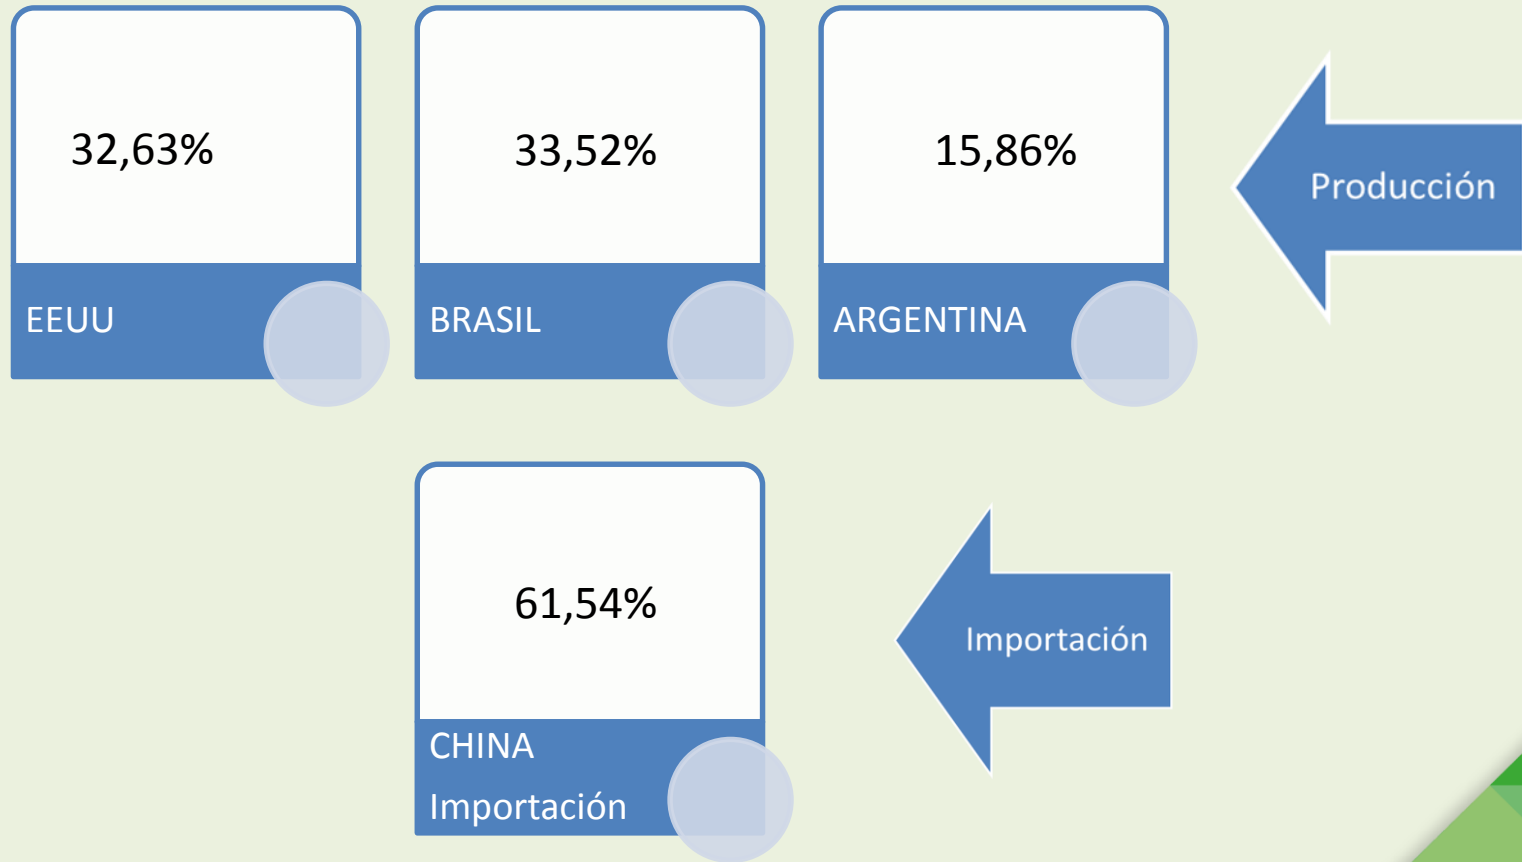 32,63%
33,52%
15,86%
Producción
EEUU
BRASIL
ARGENTINA
61,54%
Importación
CHINA
Importación